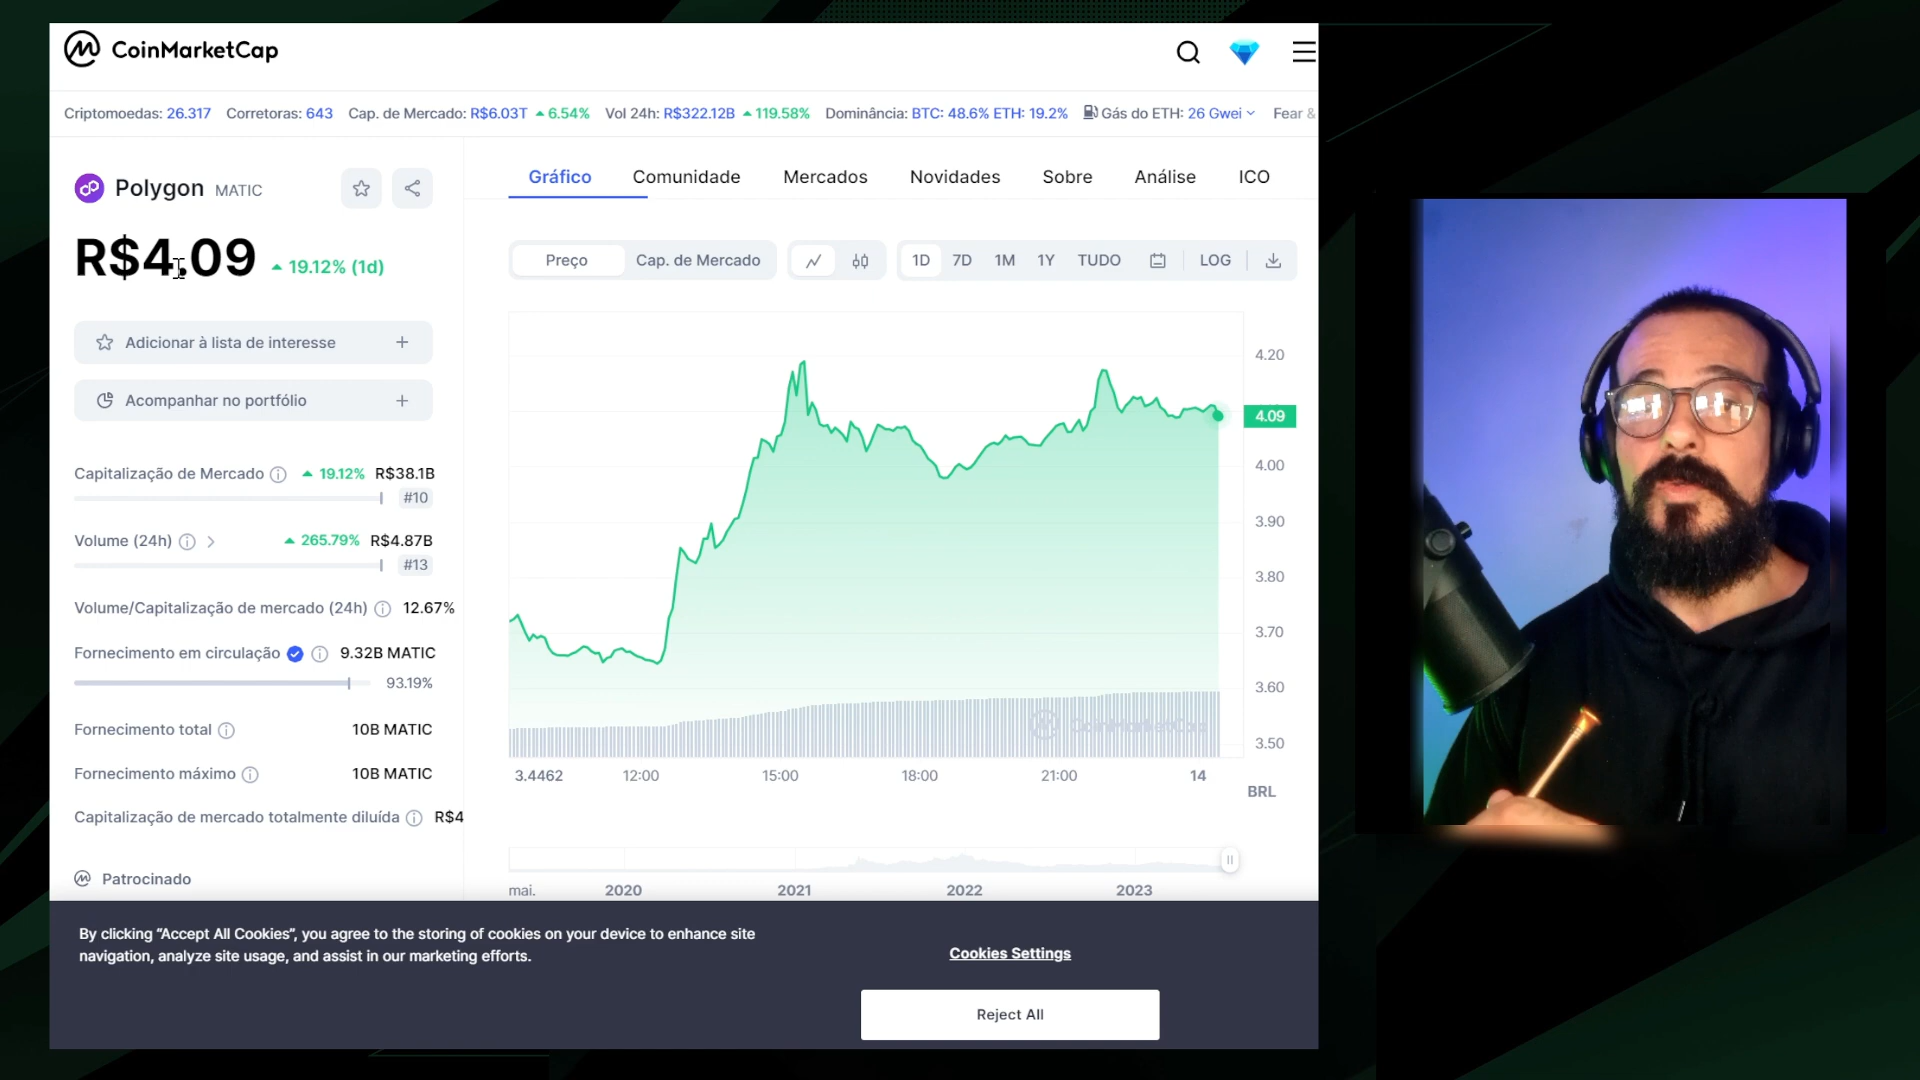 CoinMarketCap
Criptomoedas: 26.317 Corretoras: 643 Cap. de Mercado: R$6.03T 6.54% Vol 24h: R$322.12B 119.58% Dominância: BTC: 48.6% ETH: 19.2% Gás do ETH: 26 Gwei Fear &
Polygon MATIC
R$4.09 19.12% (1d)
Adicionar à lista de interesse +
Acompanhar no portfólio +
Capitalização de Mercado 19.12% R$38.1B
#10
Volume (24h) 265.79% R$4.87B
#13
Volume/Capitalização de mercado (24h) 12.67%
Fornecimento em circulação 9.32B MATIC
93.19%
Fornecimento total 10B MATIC
Fornecimento máximo 10B MATIC
Capitalização de mercado totalmente diluída R$4
Patrocinado
Gráfico Comunidade Mercados Novidades Sobre Análise ICO
Preço Cap. de Mercado 1D 7D 1M 1Y TUDO LOG
4.20
4.09
4.00
3.90
3.80
3.70
3.60
CoinMarketCap
3.50
3.4462 12:00 15:00 18:00 21:00 14
BRL
mai. 2020 2021 2022 2023
By clicking “Accept All Cookies”, you agree to the storing of cookies on your device to enhance site
navigation, analyze site usage, and assist in our marketing efforts.
Cookies Settings
Reject All